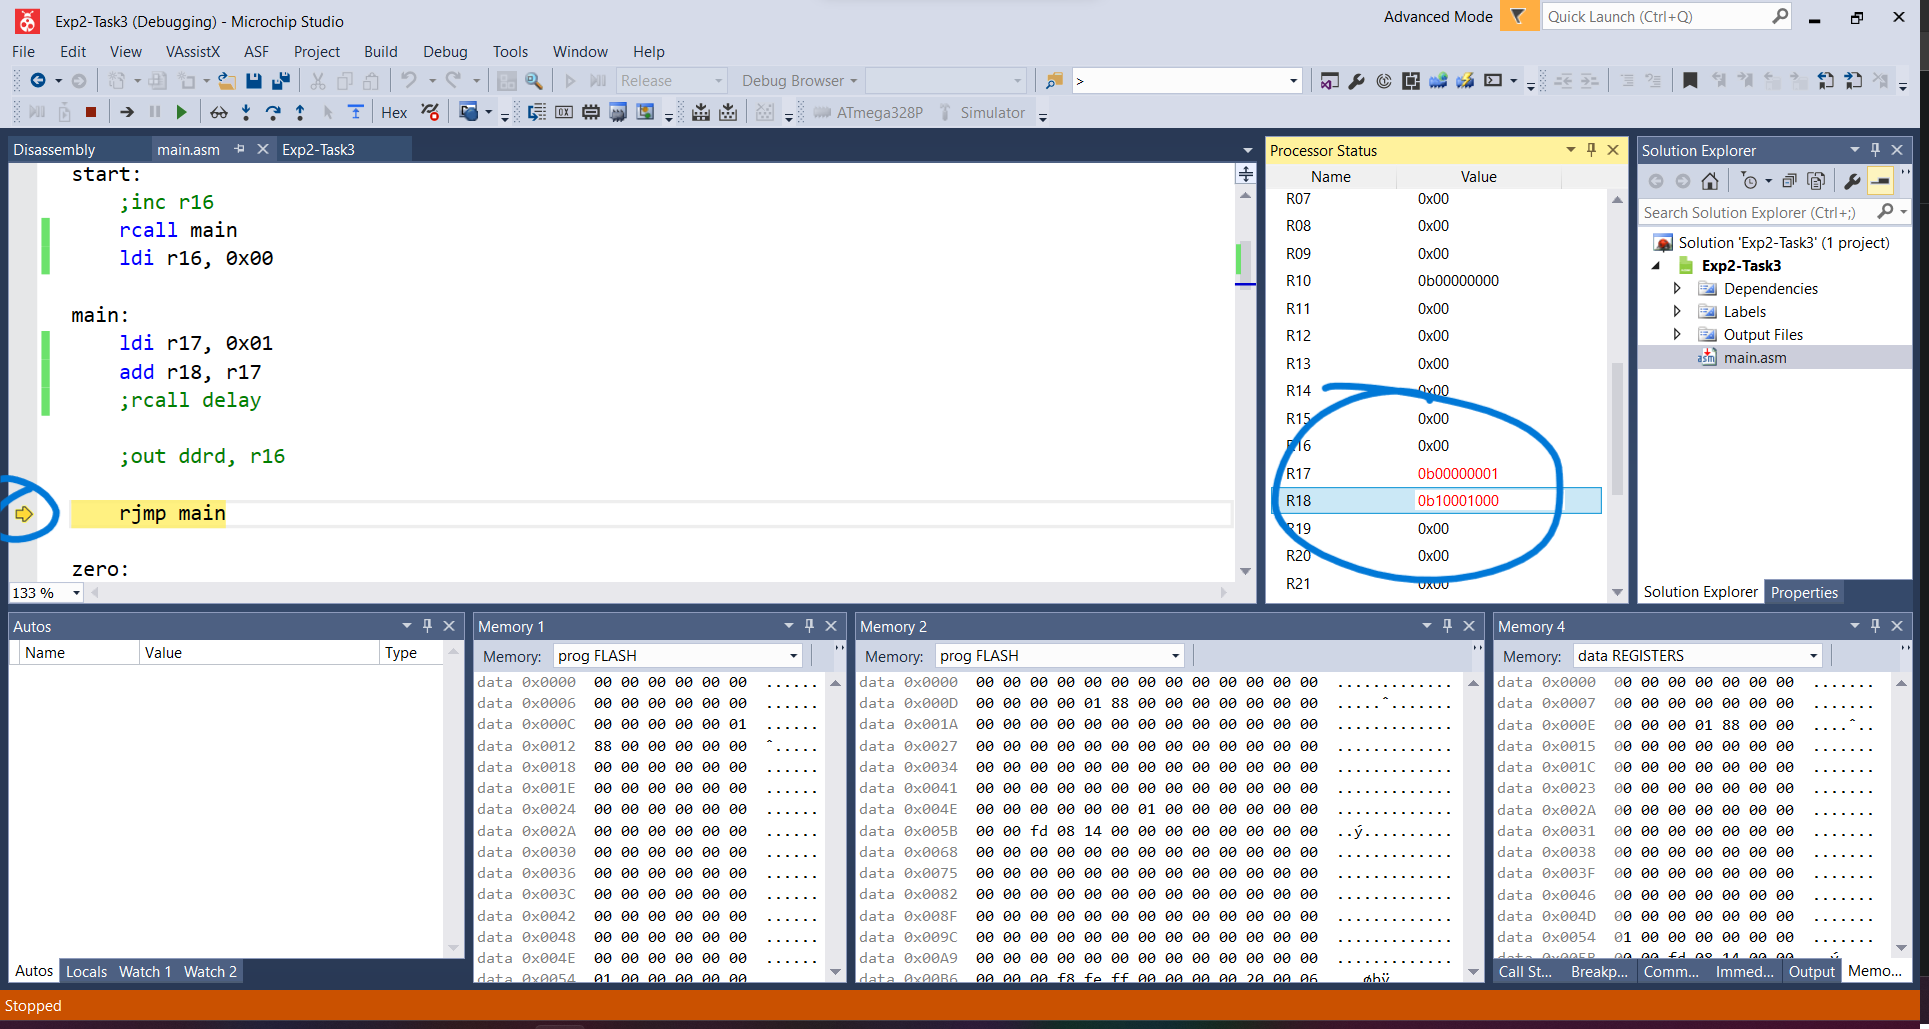 Exp2-Task3 (Debugging) - Microchip Studio
Advanced Mode
Quick Launch (Ctrl+Q)
File Edit View VAssistX ASF Project Build Debug Tools Window Help
Release
Debug Browser
>
Hex
ATmega328P
Simulator
Disassembly
main.asm
Exp2-Task3
start:
;inc r16
rcall main
ldi r16, 0x00
main:
ldi r17, 0x01
add r18, r17
;rcall delay
;out ddrd, r16
rjmp main
zero:
133 %
Processor Status
Name Value
R07 0x00
R08 0x00
R09 0x00
R10 0b00000000
R11 0x00
R12 0x00
R13 0x00
R14 0x00
R15 0x00
R16 0x00
R17 0b00000001
R18 0b10001000
R19 0x00
R20 0x00
R21 0x00
Solution Explorer
Search Solution Explorer (Ctrl+;)
Solution 'Exp2-Task3' (1 project)
Exp2-Task3
Dependencies
Labels
Output Files
main.asm
Solution Explorer Properties
Autos
Name Value Type
Autos Locals Watch 1 Watch 2
Memory 1
Memory: prog FLASH
data 0x0000 00 00 00 00 00 00 ......
data 0x0006 00 00 00 00 00 00 ......
data 0x000C 00 00 00 00 00 01 ......
data 0x0012 88 00 00 00 00 00 ˆ.....
data 0x0018 00 00 00 00 00 00 ......
data 0x001E 00 00 00 00 00 00 ......
data 0x0024 00 00 00 00 00 00 ......
data 0x002A 00 00 00 00 00 00 ......
data 0x0030 00 00 00 00 00 00 ......
data 0x0036 00 00 00 00 00 00 ......
data 0x003C 00 00 00 00 00 00 ......
data 0x0042 00 00 00 00 00 00 ......
data 0x0048 00 00 00 00 00 00 ......
data 0x004E 00 00 00 00 00 00 ......
data 0x0054 01 00 00 00 00 00 ......
Memory 2
Memory: prog FLASH
data 0x0000 00 00 00 00 00 00 00 00 00 00 00 00 00 .............
data 0x000D 00 00 00 00 01 88 00 00 00 00 00 00 00 .....ˆ.......
data 0x001A 00 00 00 00 00 00 00 00 00 00 00 00 00 .............
data 0x0027 00 00 00 00 00 00 00 00 00 00 00 00 00 .............
data 0x0034 00 00 00 00 00 00 00 00 00 00 00 00 00 .............
data 0x0041 00 00 00 00 00 00 00 00 00 00 00 00 00 .............
data 0x004E 00 00 00 00 00 00 01 00 00 00 00 00 00 .............
data 0x005B 00 00 fd 08 14 00 00 00 00 00 00 00 00 ..ý..........
data 0x0068 00 00 00 00 00 00 00 00 00 00 00 00 00 .............
data 0x0075 00 00 00 00 00 00 00 00 00 00 00 00 00 .............
data 0x0082 00 00 00 00 00 00 00 00 00 00 00 00 00 .............
data 0x008F 00 00 00 00 00 00 00 00 00 00 00 00 00 .............
data 0x009C 00 00 00 00 00 00 00 00 00 00 00 00 00 .............
data 0x00A9 00 00 00 00 00 00 00 00 00 00 00 00 00 .............
data 0x00B6 00 00 00 f8 fe ff 00 00 00 00 20 00 06
Memory 4
Memory: data REGISTERS
data 0x0000 00 00 00 00 00 00 00 .......
data 0x0007 00 00 00 00 00 00 00 .......
data 0x000E 00 00 00 01 88 00 00 ....ˆ..
data 0x0015 00 00 00 00 00 00 00 .......
data 0x001C 00 00 00 00 00 00 00 .......
data 0x0023 00 00 00 00 00 00 00 .......
data 0x002A 00 00 00 00 00 00 00 .......
data 0x0031 00 00 00 00 00 00 00 .......
data 0x0038 00 00 00 00 00 00 00 .......
data 0x003F 00 00 00 00 00 00 00 .......
data 0x0046 00 00 00 00 00 00 00 .......
data 0x004D 00 00 00 00 00 00 00 .......
data 0x0054 01 00 00 00 00 00 00 .......
data 0x005B 00 00 fd 08 14 00 00
Call St... Breakp... Comm... Immed... Output Memo...
Stopped